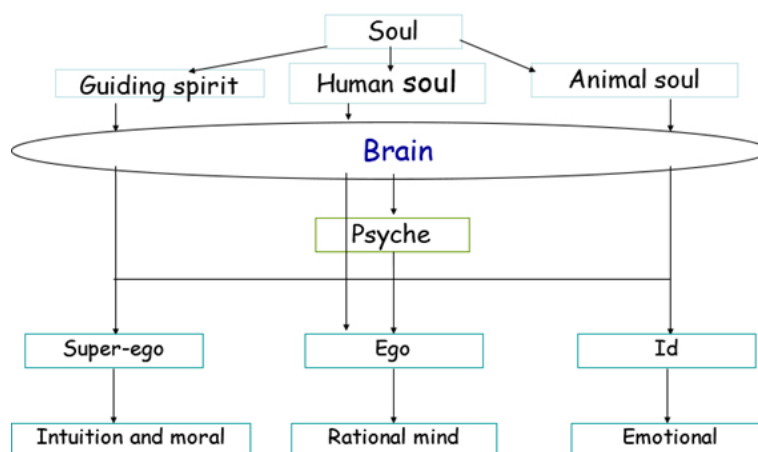 Soul
Guiding spirit
Human soul
Animal soul
Brain
Psyche
Super-ego
Ego
Id
Intuition and moral
Rational mind
Emotional